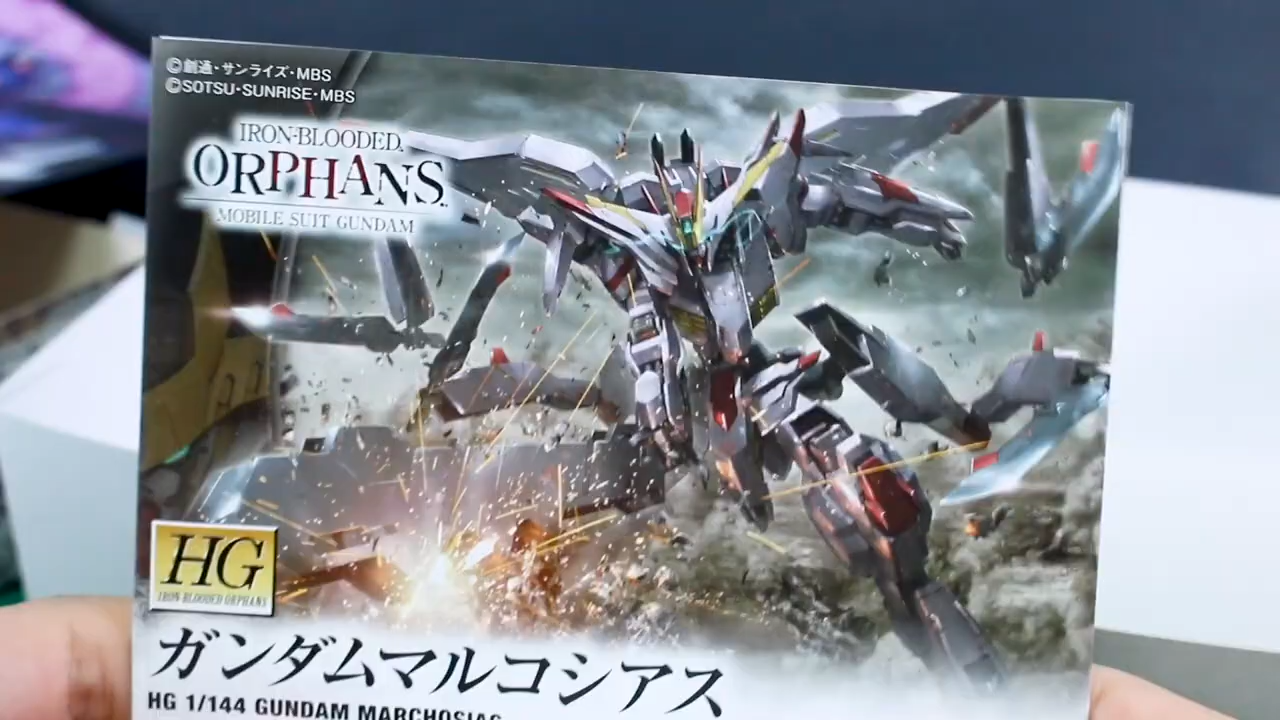 ©創通・サンライズ・MBS
©SOTSU・SUNRISE・MBS
IRON-BLOODED
ORPHANS
MOBILE SUIT GUNDAM
HG
IRON-BLOODED ORPHANS
ガンダムマルコシアス
HG 1/144 GUNDAM MARCHOSIAS